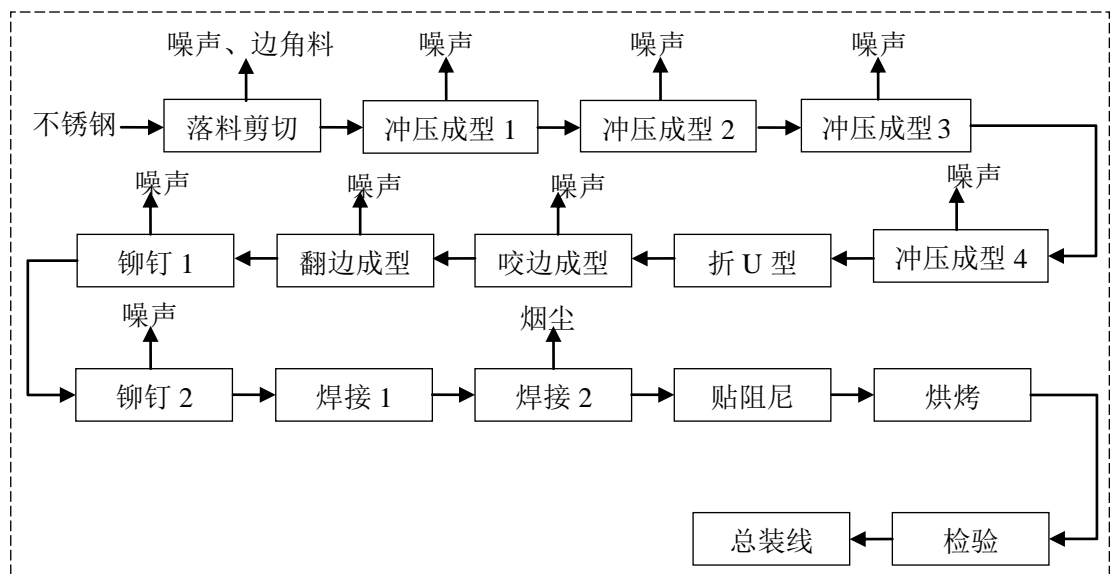 噪声、边角料 噪声 噪声 噪声
不锈钢 落料剪切 冲压成型 1 冲压成型 2 冲压成型 3
噪声 噪声 噪声 噪声
铆钉 1 翻边成型 咬边成型 折 U 型 冲压成型 4
噪声 烟尘
铆钉 2 焊接 1 焊接 2 贴阻尼 烘烤
总装线 检验